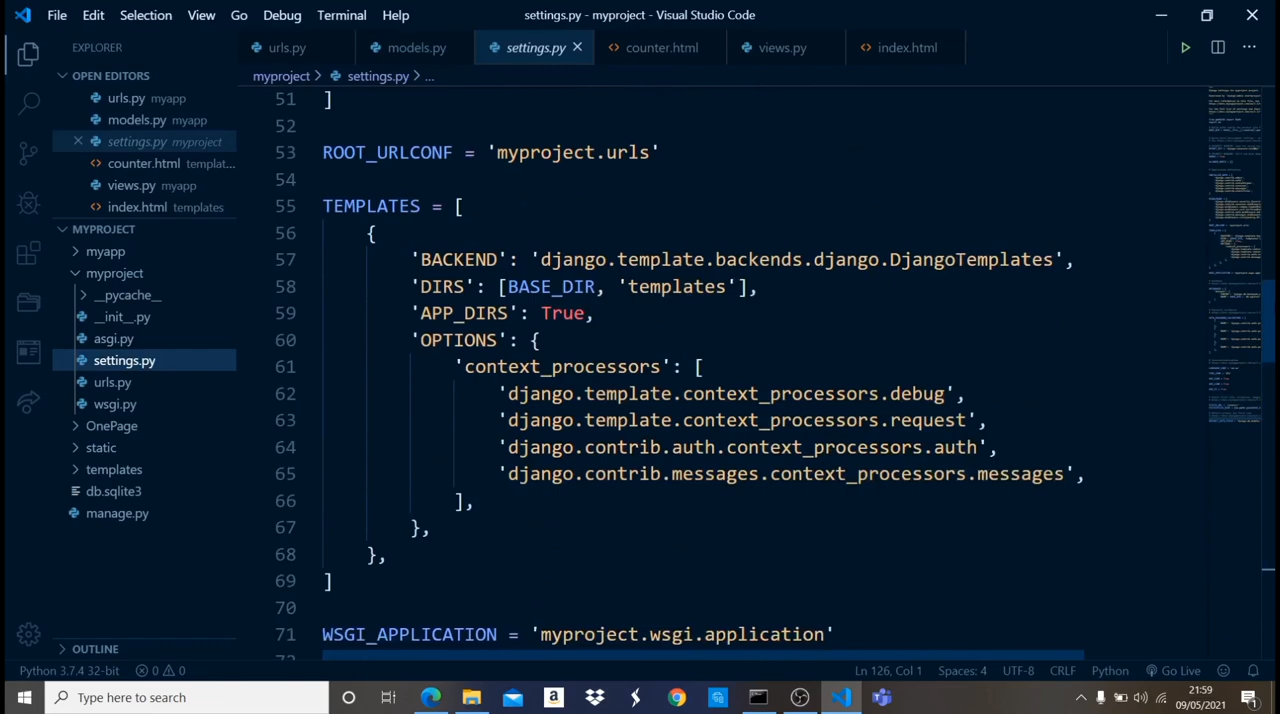 File Edit Selection View Go Debug Terminal Help settings.py - myproject - Visual Studio Code
EXPLORER
urls.py models.py settings.py counter.html views.py index.html
OPEN EDITORS
urls.py myapp
models.py myapp
settings.py myproject
counter.html templat...
views.py myapp
index.html templates
MYPROJECT
myapp
myproject
__pycache__
__init__.py
asgi.py
settings.py
urls.py
wsgi.py
OnePage
static
templates
db.sqlite3
manage.py
OUTLINE
myproject > settings.py > ...
51 ]
52
53 ROOT_URLCONF = 'myproject.urls'
54
55 TEMPLATES = [
56 {
57 'BACKEND': 'django.template.backends.django.DjangoTemplates',
58 'DIRS': [BASE_DIR, 'templates'],
59 'APP_DIRS': True,
60 'OPTIONS': {
61 'context_processors': [
62 'django.template.context_processors.debug',
63 'django.template.context_processors.request',
64 'django.contrib.auth.context_processors.auth',
65 'django.contrib.messages.context_processors.messages',
66 ],
67 },
68 },
69 ]
70
71 WSGI_APPLICATION = 'myproject.wsgi.application'
Python 3.7.4 32-bit 0 0 Ln 126, Col 1 Spaces: 4 UTF-8 CRLF Python Go Live
Type here to search
21:59
09/05/2021